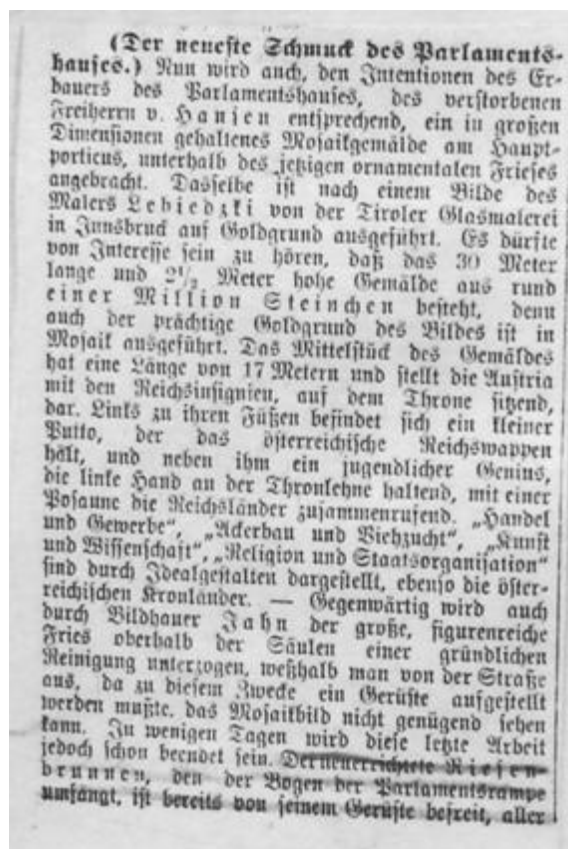 (Der neueste Schmuck des Parlaments-
hauses.) Nun wird auch, den Intentionen des Er-
bauers des Parlamentshauses, des verstorbenen
Freiherrn v. Hansen entsprechend, ein in großen
Dimensionen gehaltenes Mosaikgemälde am Haupt-
porticus, unterhalb des jetzigen ornamentalen Frieses
angebracht. Dasselbe ist nach einem Bilde des
Malers Lebiedzki von der Tiroler Glasmalerei
in Innsbruck auf Goldgrund ausgeführt. Es dürfte
von Interesse sein zu hören, daß das 30 Meter
lange und 2½ Meter hohe Gemälde aus rund
einer Million Steinchen besteht, denn
auch der prächtige Goldgrund des Bildes ist in
Mosaik ausgeführt. Das Mittelstück des Gemäldes
hat eine Länge von 17 Metern und stellt die Austria
mit den Reichsinsignien, auf dem Throne sitzend,
dar. Links zu ihren Füßen befindet sich ein kleiner
Putto, der das österreichische Reichswappen
hält, und neben ihm ein jugendlicher Genius,
die linke Hand an der Thronlehne haltend, mit einer
Posaune die Reichsländer zusammenrufend. „Handel
und Gewerbe“, „Ackerbau und Viehzucht“, „Kunst
und Wissenschaft“, „Religion und Staatsorganisation“
sind durch Idealgestalten dargestellt, ebenso die öster-
reichischen Kronländer. — Gegenwärtig wird auch
durch Bildhauer Jahn der große, figurenreiche
Fries oberhalb der Säulen einer gründlichen
Reinigung unterzogen, weßhalb man von der Straße
aus, da zu diesem Zwecke ein Gerüste aufgestellt
werden mußte, das Mosaikbild nicht genügend sehen
kann. In wenigen Tagen wird diese letzte Arbeit
jedoch schon beendet sein. Der neuerrichtete Riesen-
brunnen, den der Bogen der Parlamentsrampe
umfängt, ist bereits von seinem Gerüste befreit, aller